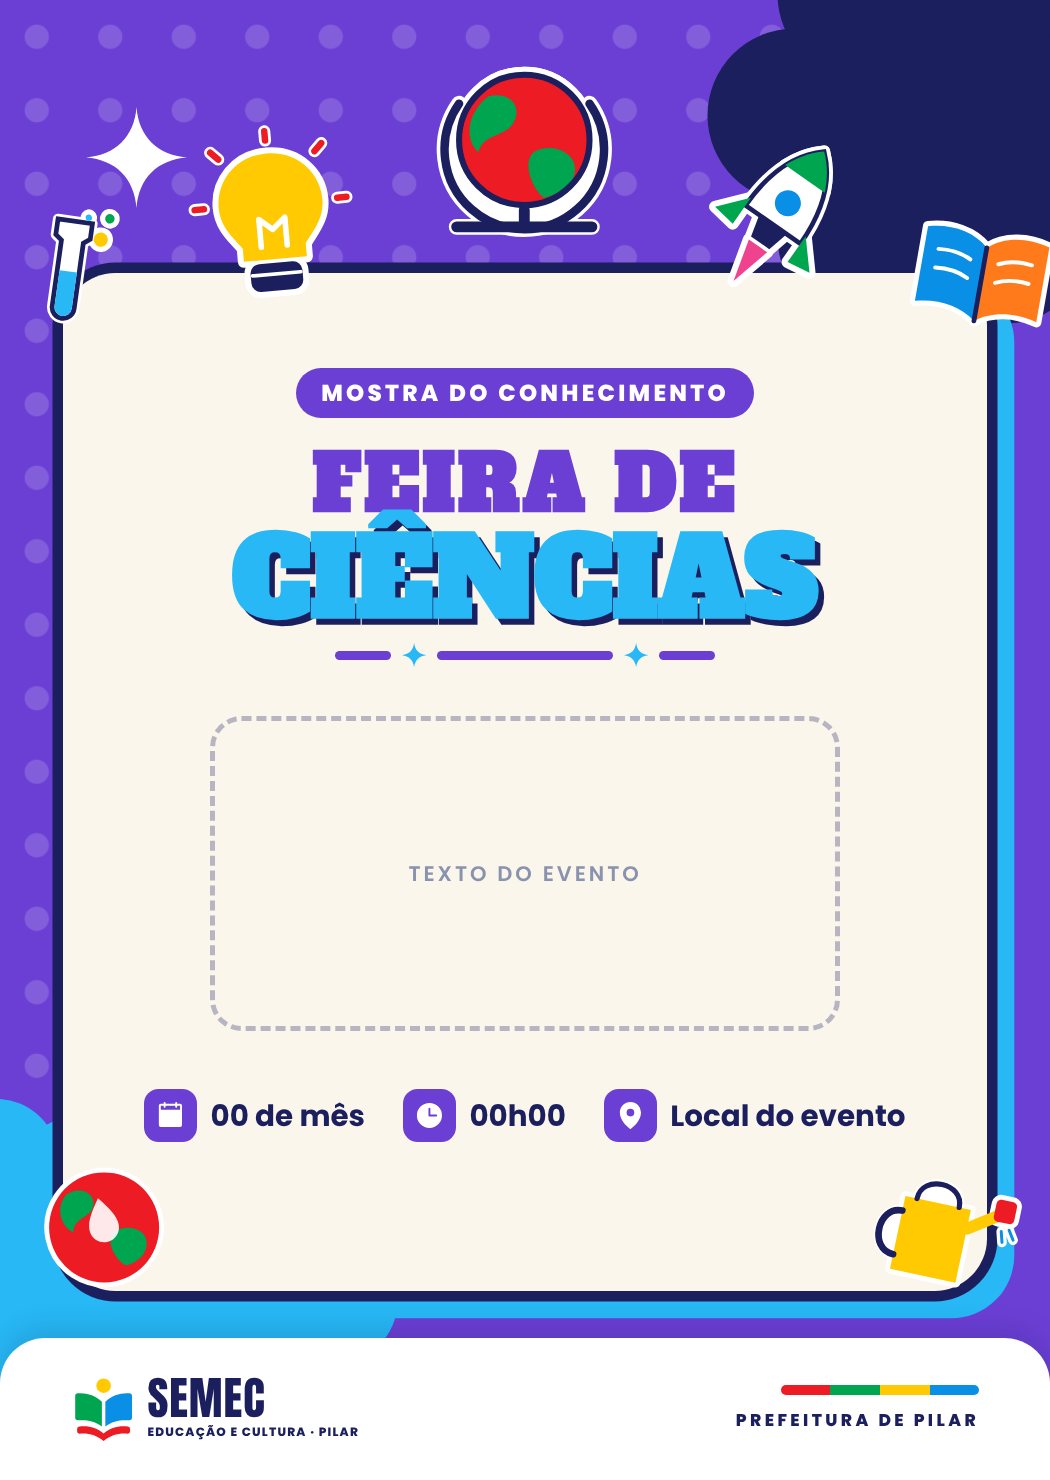 MOSTRA DO CONHECIMENTO
FEIRA DE
CIÊNCIAS
TEXTO DO EVENTO
00 de mês
00h00
Local do evento
SEMEC
EDUCAÇÃO E CULTURA · PILAR
PREFEITURA DE PILAR